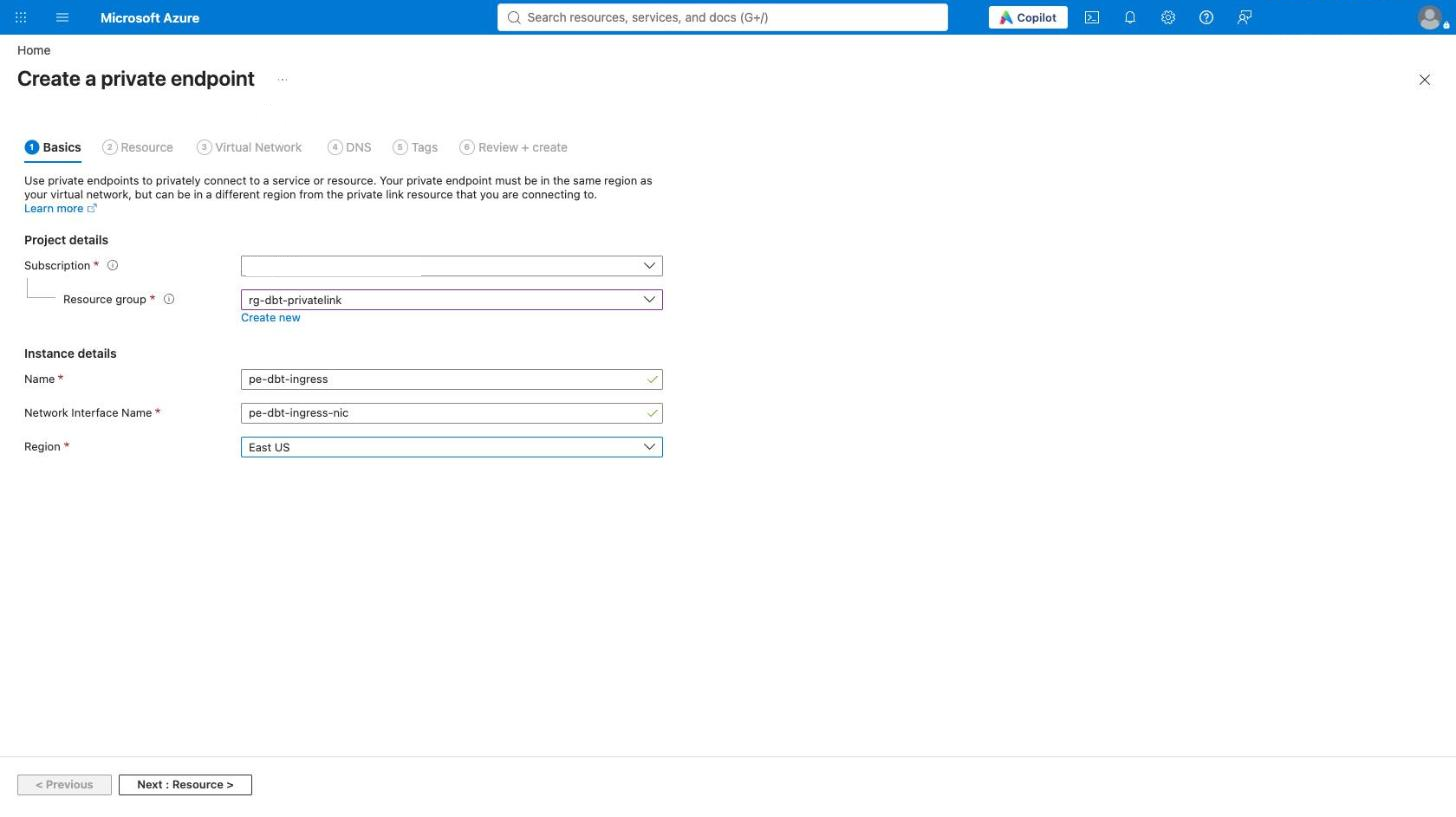 Microsoft Azure
Search resources, services, and docs (G+/)
Copilot
Home
Create a private endpoint ...
1 Basics 2 Resource 3 Virtual Network 4 DNS 5 Tags 6 Review + create
Use private endpoints to privately connect to a service or resource. Your private endpoint must be in the same region as
your virtual network, but can be in a different region from the private link resource that you are connecting to.
Learn more
Project details
Subscription *
Resource group * rg-dbt-privatelink
Create new
Instance details
Name * pe-dbt-ingress
Network Interface Name * pe-dbt-ingress-nic
Region * East US
< Previous Next : Resource >